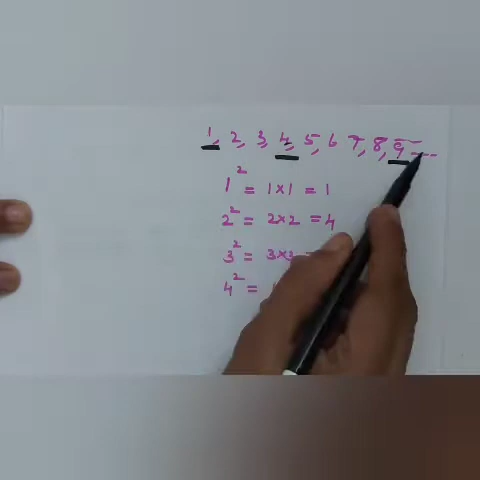 1, 2, 3, 4, 5, 6 7, 8, 9 --
1² = 1×1 = 1
2² = 2×2 = 4
3² = 3×3
4² =